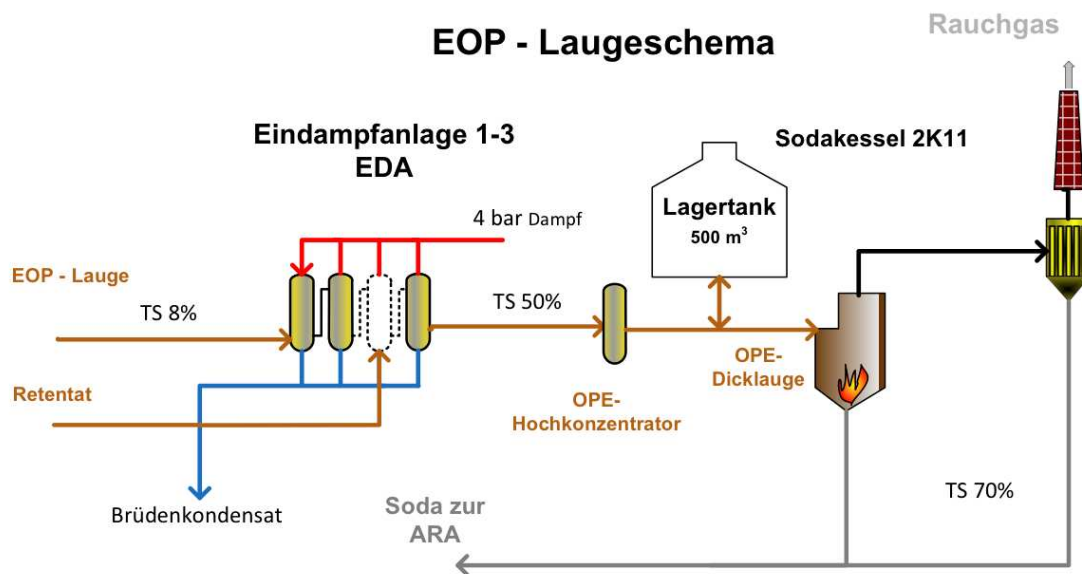 Rauchgas
EOP - Laugeschema
Eindampfanlage 1-3
EDA
Sodakessel 2K11
Lagertank
500 m³
4 bar Dampf
EOP - Lauge
TS 8%
TS 50%
Retentat
OPE-
Hochkonzentrator
OPE-
Dicklauge
TS 70%
Brüdenkondensat
Soda zur
ARA